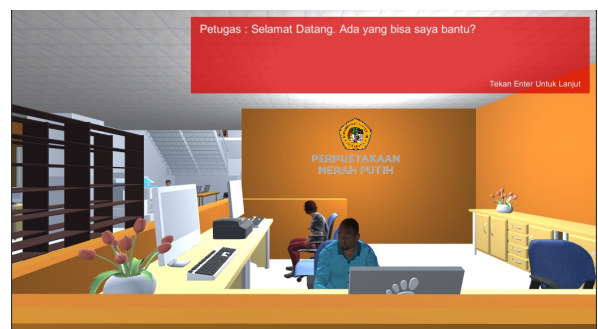 Petugas : Selamat Datang. Ada yang bisa saya bantu?
Tekan Enter Untuk Lanjut
PERPUSTAKAAN
MERAH PUTIH